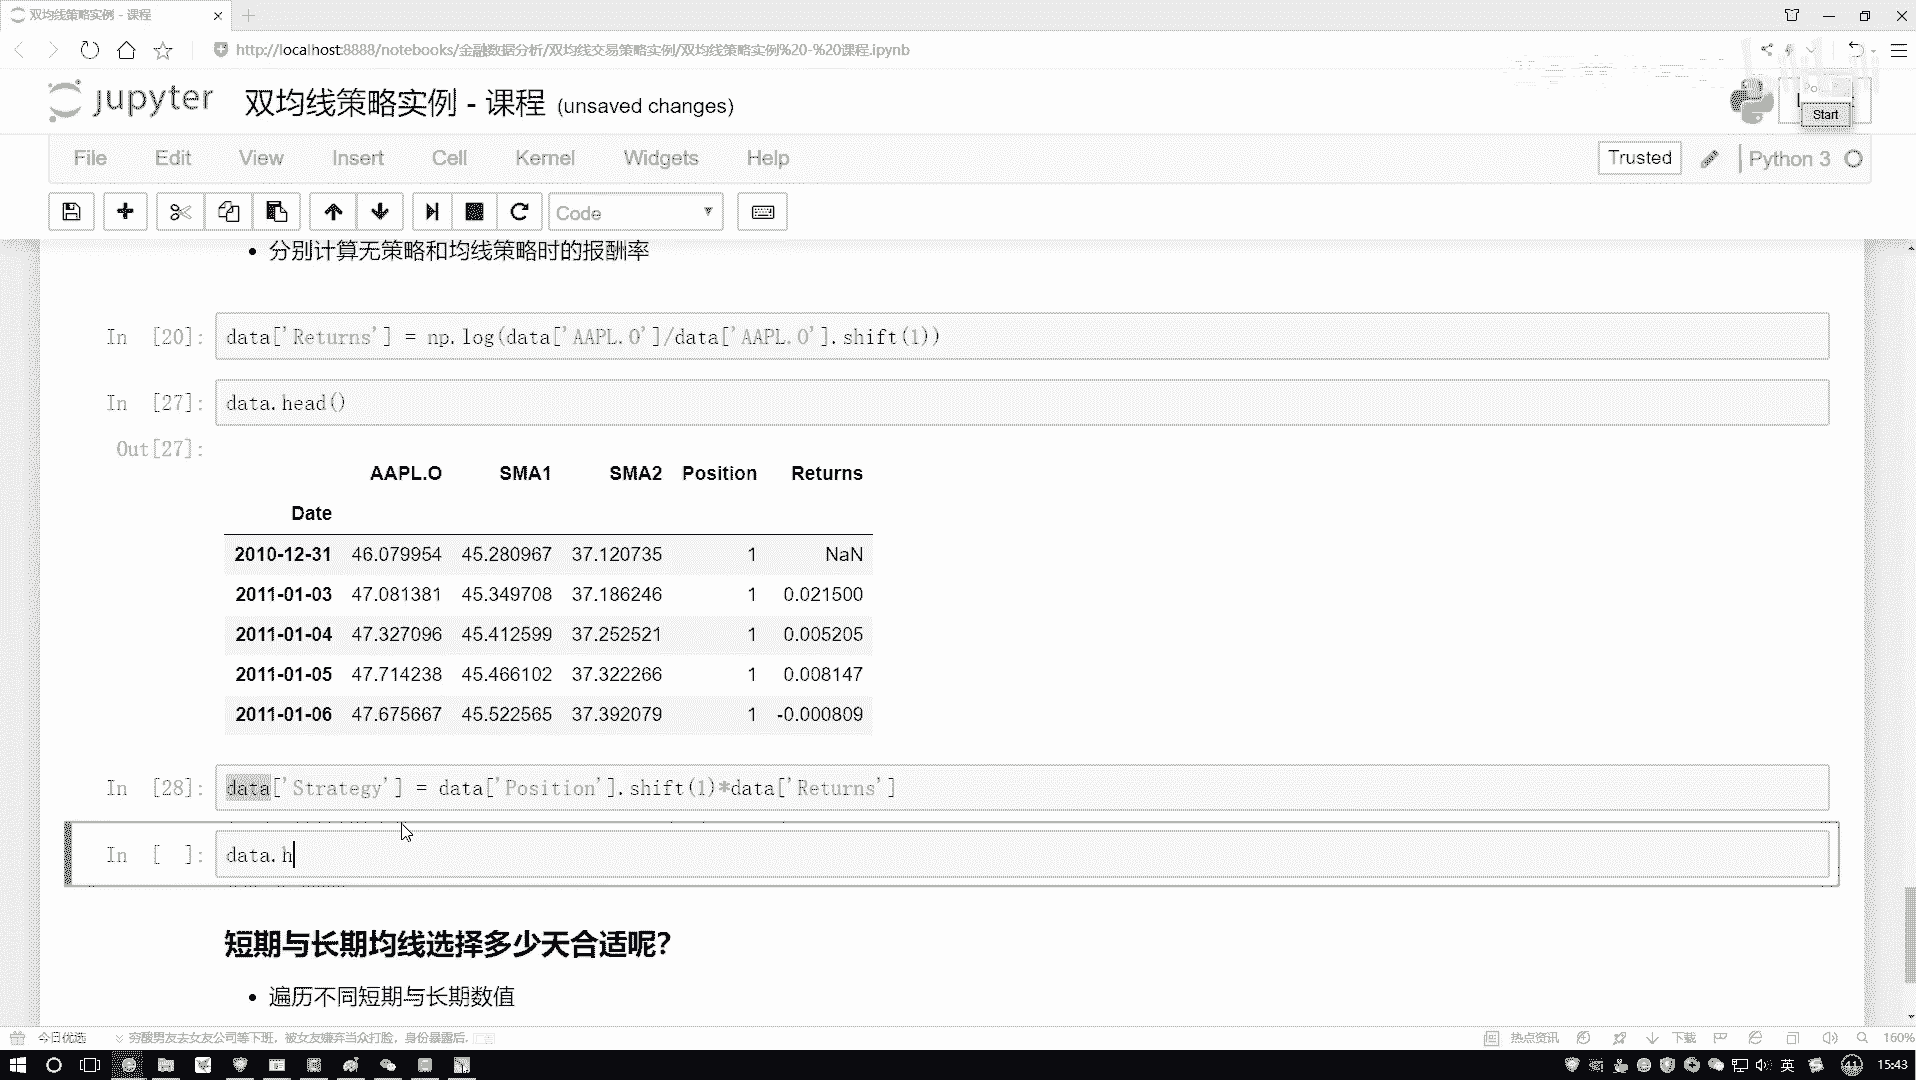 双均线策略实例 - 课程
http://localhost:8888/notebooks/金融数据分析/双均线交易策略实例/双均线策略实例%20-%20课程.ipynb
jupyter 双均线策略实例 - 课程 (unsaved changes)
Start
File Edit View Insert Cell Kernel Widgets Help
Trusted Python 3
Code
• 分别计算无策略和均线策略时的报酬率
In [20]: data['Returns'] = np.log(data['AAPL.O']/data['AAPL.O'].shift(1))
In [27]: data.head()
Out[27]:
AAPL.O SMA1 SMA2 Position Returns
Date
2010-12-31 46.079954 45.280967 37.120735 1 NaN
2011-01-03 47.081381 45.349708 37.186246 1 0.021500
2011-01-04 47.327096 45.412599 37.252521 1 0.005205
2011-01-05 47.714238 45.466102 37.322266 1 0.008147
2011-01-06 47.675667 45.522565 37.392079 1 -0.000809
In [28]: data['Strategy'] = data['Position'].shift(1)*data['Returns']
In [ ]: data.h
短期与长期均线选择多少天合适呢?
• 遍历不同短期与长期数值
今日优选 穷酸男友去女友公司等下班，被女友嫌弃当众打脸，身份暴露后.
热点资讯 下载 160%
英 41 15:43